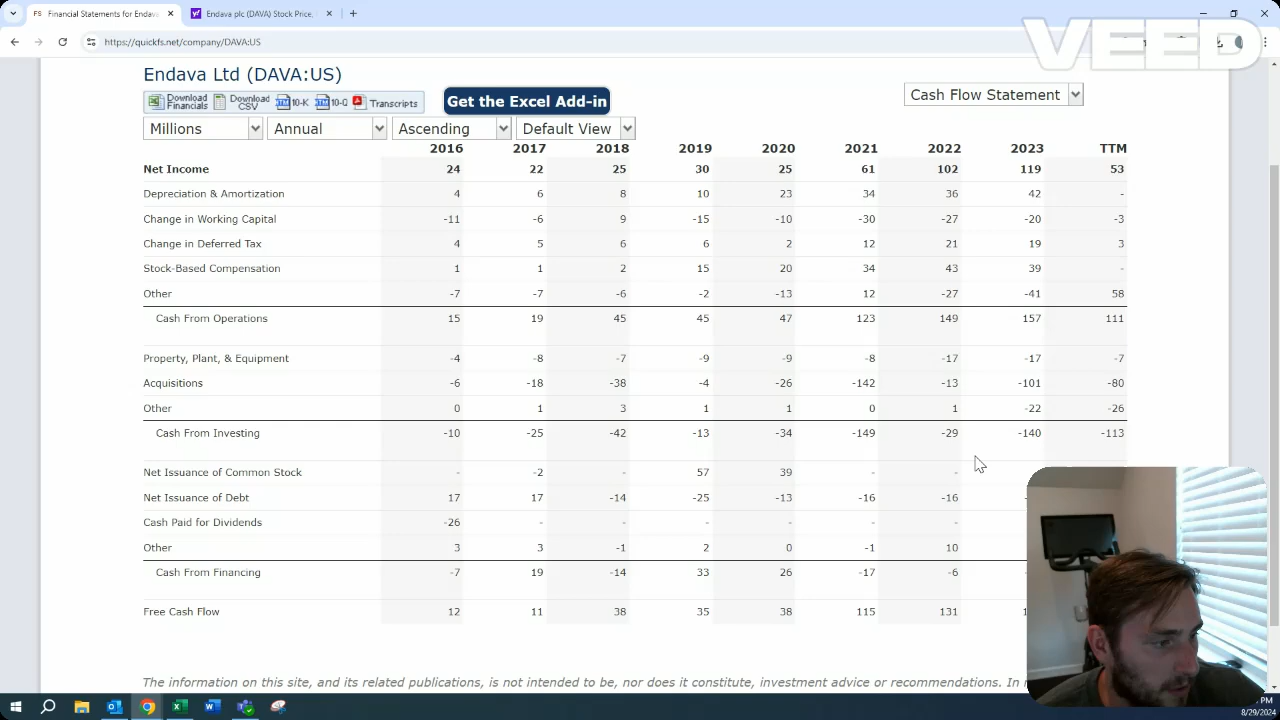 Financial Statements for Endava
Endava plc (DAVA) Stock Price,
VEED
https://quickfs.net/company/DAVA:US
Endava Ltd (DAVA:US)
Download Financials Download CSV 10-K 10-Q Transcripts Get the Excel Add-in Cash Flow Statement
Millions Annual Ascending Default View
2016 2017 2018 2019 2020 2021 2022 2023 TTM
Net Income 24 22 25 30 25 61 102 119 53
Depreciation & Amortization 4 6 8 10 23 34 36 42 -
Change in Working Capital -11 -6 9 -15 -10 -30 -27 -20 -3
Change in Deferred Tax 4 5 6 6 2 12 21 19 3
Stock-Based Compensation 1 1 2 15 20 34 43 39 -
Other -7 -7 -6 -2 -13 12 -27 -41 58
Cash From Operations 15 19 45 45 47 123 149 157 111
Property, Plant, & Equipment -4 -8 -7 -9 -9 -8 -17 -17 -7
Acquisitions -6 -18 -38 -4 -26 -142 -13 -101 -80
Other 0 1 3 1 1 0 1 -22 -26
Cash From Investing -10 -25 -42 -13 -34 -149 -29 -140 -113
Net Issuance of Common Stock - -2 - 57 39 - -
Net Issuance of Debt 17 17 -14 -25 -13 -16 -16
Cash Paid for Dividends -26 - - - - - -
Other 3 3 -1 2 0 -1 10
Cash From Financing -7 19 -14 33 26 -17 -6
Free Cash Flow 12 11 38 35 38 115 131
The information on this site, and its related publications, is not intended to be, nor does it constitute, investment advice or recommendations. In
PM
8/29/2024